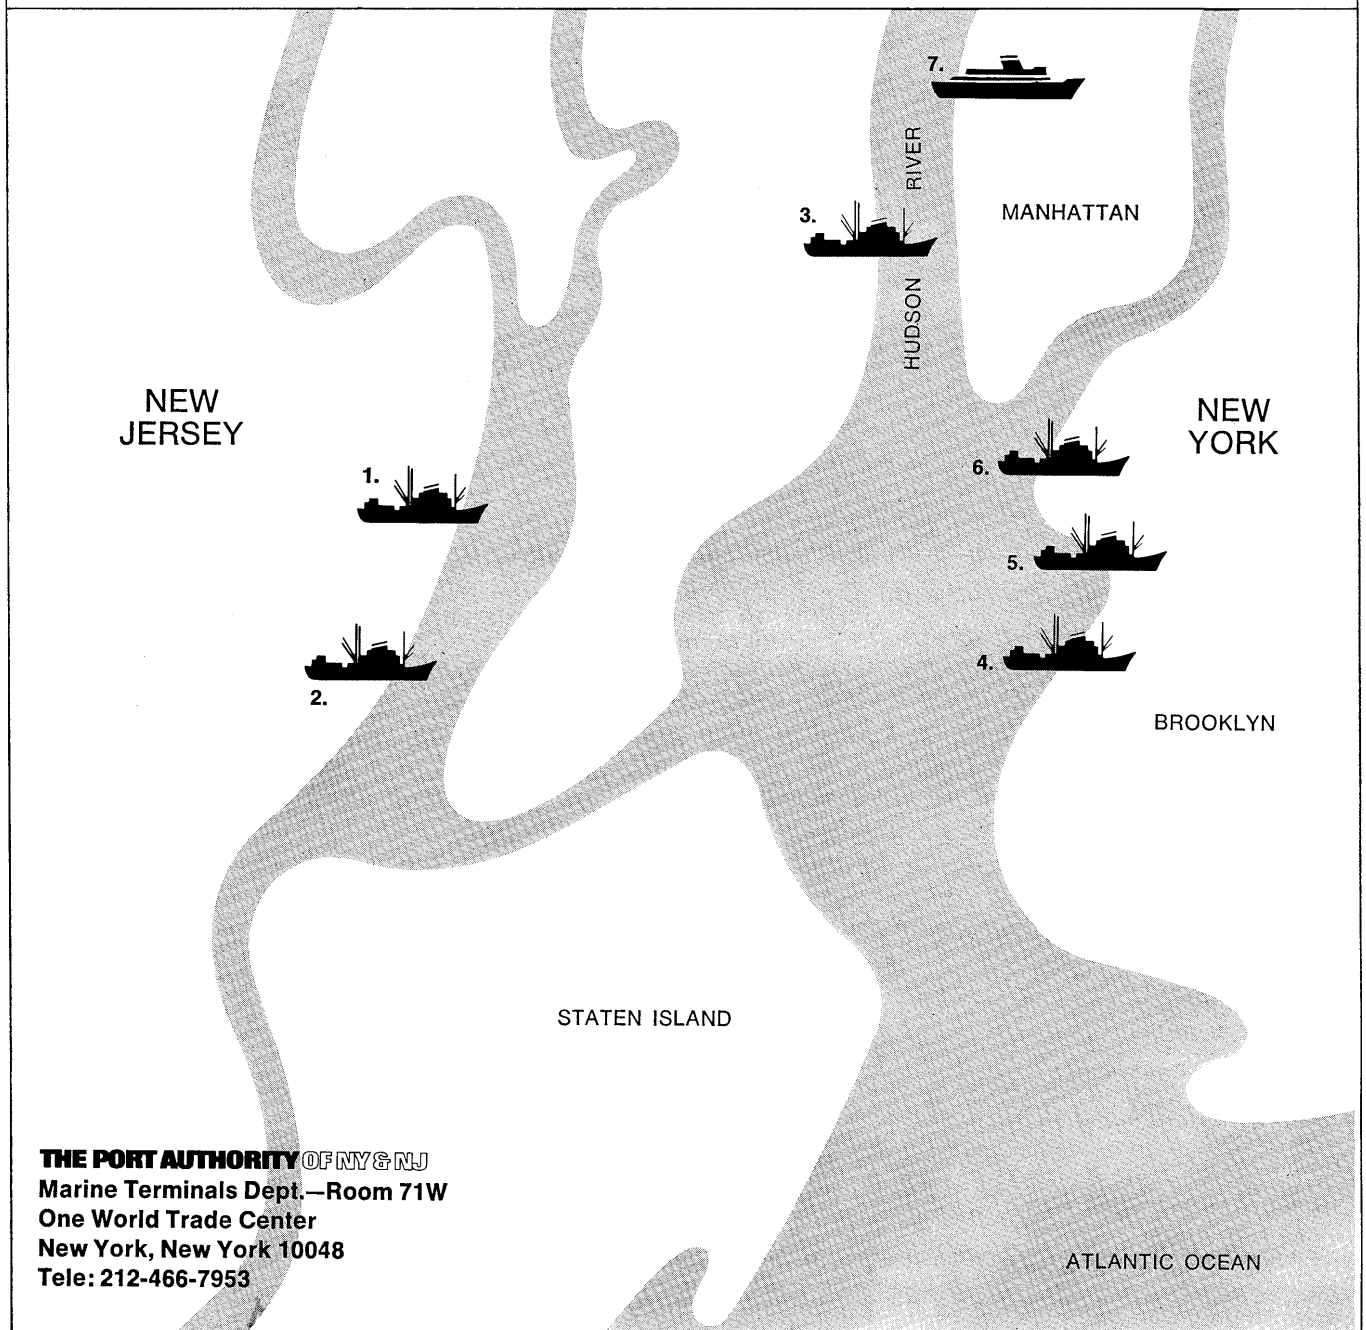 7.
RIVER
3.
MANHATTAN
HUDSON
NEW
JERSEY
NEW
YORK
1.
6.
5.
2.
4.
BROOKLYN
STATEN ISLAND
THE PORT AUTHORITY OF NY & NJ
Marine Terminals Dept.—Room 71W
One World Trade Center
New York, New York 10048
Tele: 212-466-7953
ATLANTIC OCEAN